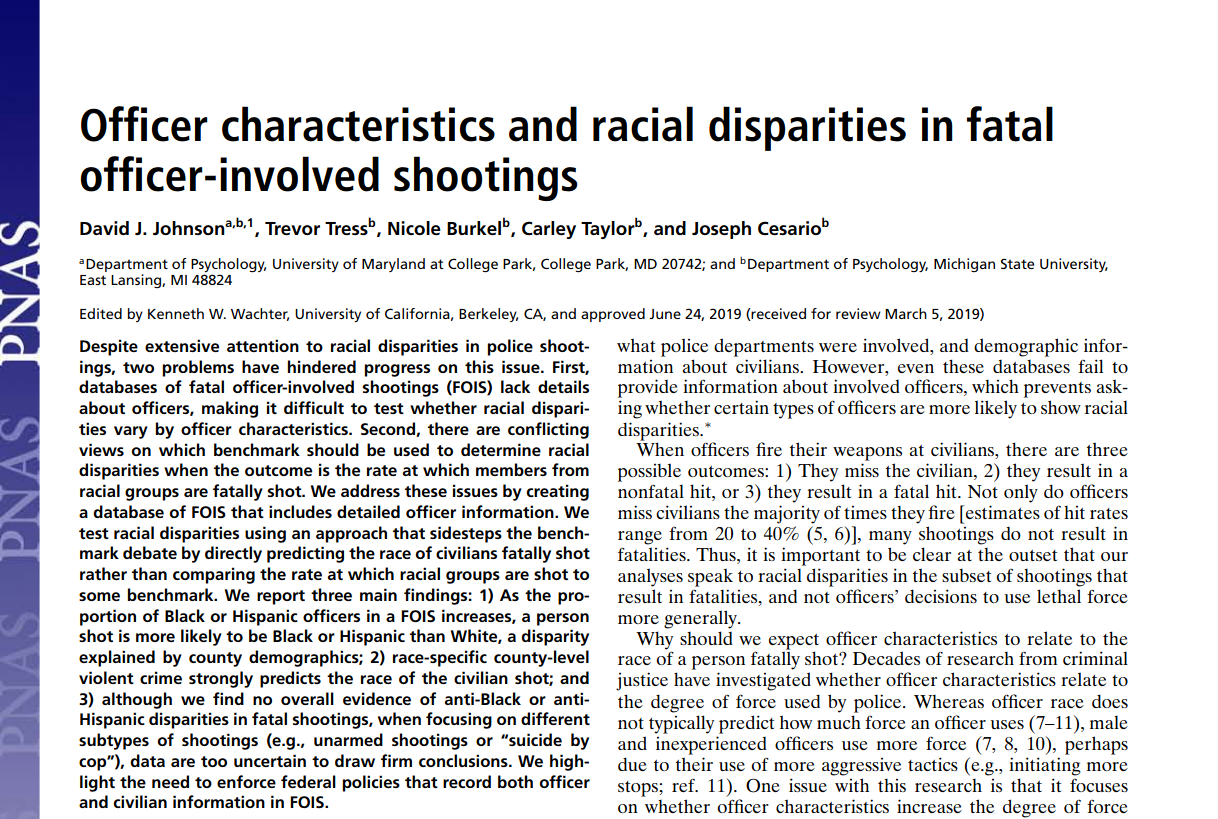 Officer characteristics and racial disparities in fatal
officer-involved shootings
David J. Johnsona,b,1, Trevor Tressb, Nicole Burkelb, Carley Taylorb, and Joseph Cesariob
aDepartment of Psychology, University of Maryland at College Park, College Park, MD 20742; and bDepartment of Psychology, Michigan State University,
East Lansing, MI 48824
Edited by Kenneth W. Wachter, University of California, Berkeley, CA, and approved June 24, 2019 (received for review March 5, 2019)
Despite extensive attention to racial disparities in police shoot-
ings, two problems have hindered progress on this issue. First,
databases of fatal officer-involved shootings (FOIS) lack details
about officers, making it difficult to test whether racial dispari-
ties vary by officer characteristics. Second, there are conflicting
views on which benchmark should be used to determine racial
disparities when the outcome is the rate at which members from
racial groups are fatally shot. We address these issues by creating
a database of FOIS that includes detailed officer information. We
test racial disparities using an approach that sidesteps the bench-
mark debate by directly predicting the race of civilians fatally shot
rather than comparing the rate at which racial groups are shot to
some benchmark. We report three main findings: 1) As the pro-
portion of Black or Hispanic officers in a FOIS increases, a person
shot is more likely to be Black or Hispanic than White, a disparity
explained by county demographics; 2) race-specific county-level
violent crime strongly predicts the race of the civilian shot; and
3) although we find no overall evidence of anti-Black or anti-
Hispanic disparities in fatal shootings, when focusing on different
subtypes of shootings (e.g., unarmed shootings or “suicide by
cop”), data are too uncertain to draw firm conclusions. We high-
light the need to enforce federal policies that record both officer
and civilian information in FOIS.
what police departments were involved, and demographic infor-
mation about civilians. However, even these databases fail to
provide information about involved officers, which prevents ask-
ing whether certain types of officers are more likely to show racial
disparities.*
When officers fire their weapons at civilians, there are three
possible outcomes: 1) They miss the civilian, 2) they result in a
nonfatal hit, or 3) they result in a fatal hit. Not only do officers
miss civilians the majority of times they fire [estimates of hit rates
range from 20 to 40% (5, 6)], many shootings do not result in
fatalities. Thus, it is important to be clear at the outset that our
analyses speak to racial disparities in the subset of shootings that
result in fatalities, and not officers’ decisions to use lethal force
more generally.
Why should we expect officer characteristics to relate to the
race of a person fatally shot? Decades of research from criminal
justice have investigated whether officer characteristics relate to
the degree of force used by police. Whereas officer race does
not typically predict how much force an officer uses (7–11), male
and inexperienced officers use more force (7, 8, 10), perhaps
due to their use of more aggressive tactics (e.g., initiating more
stops; ref. 11). One issue with this research is that it focuses
on whether officer characteristics increase the degree of force
PNAS
PNAS
PNAS